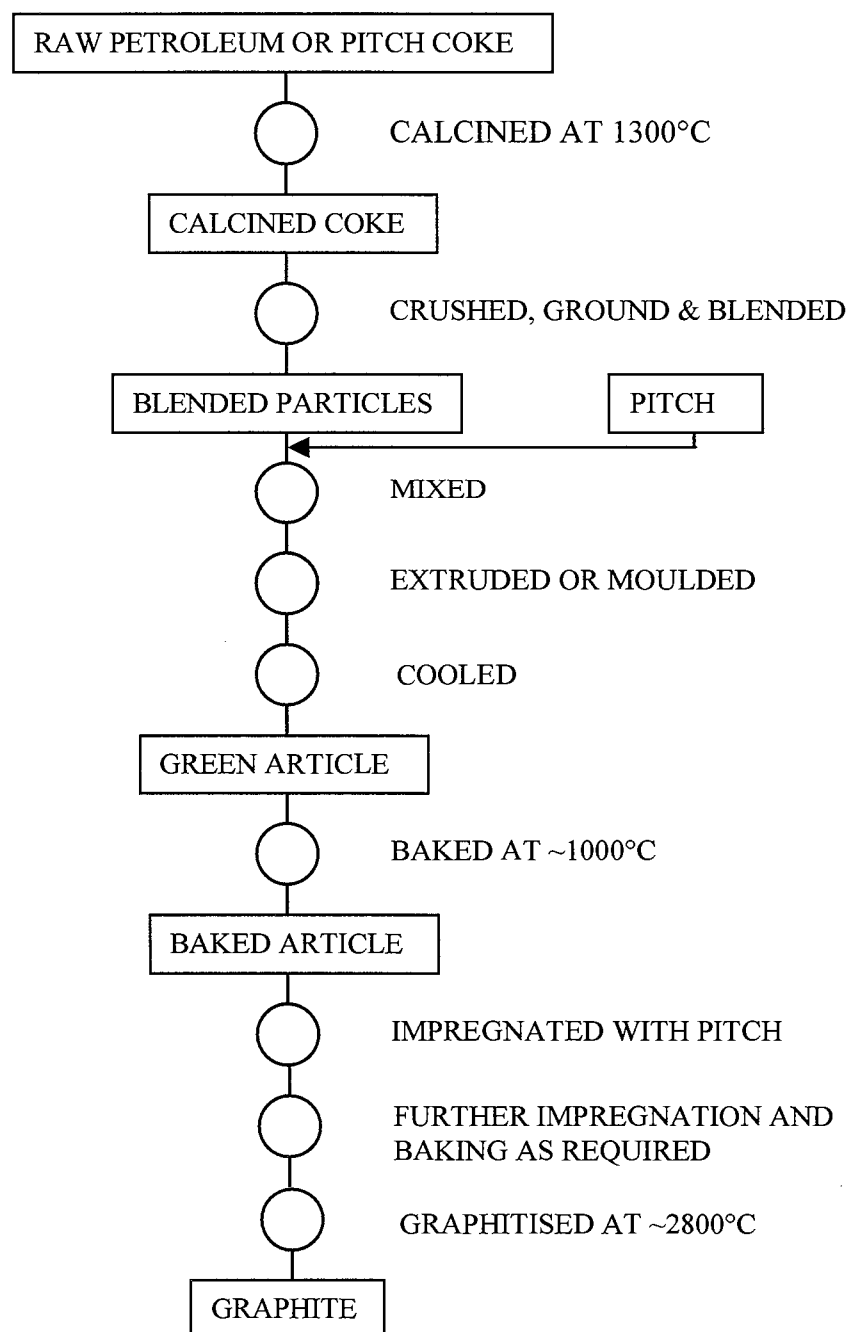 RAW PETROLEUM OR PITCH COKE
CALCINED AT 1300°C
CALCINED COKE
CRUSHED, GROUND & BLENDED
BLENDED PARTICLES
PITCH
MIXED
EXTRUDED OR MOULDED
COOLED
GREEN ARTICLE
BAKED AT ~1000°C
BAKED ARTICLE
IMPREGNATED WITH PITCH
FURTHER IMPREGNATION AND
BAKING AS REQUIRED
GRAPHITISED AT ~2800°C
GRAPHITE